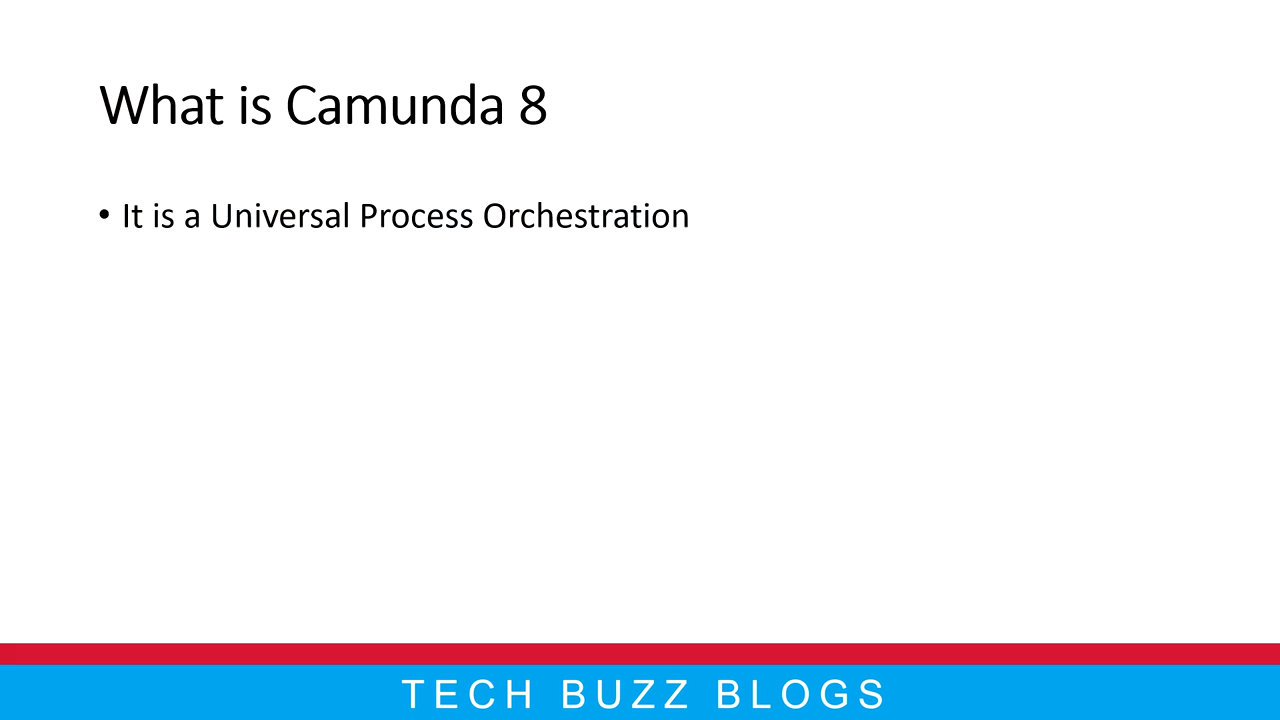 What is Camunda 8
• It is a Universal Process Orchestration
TECH BUZZ BLOGS